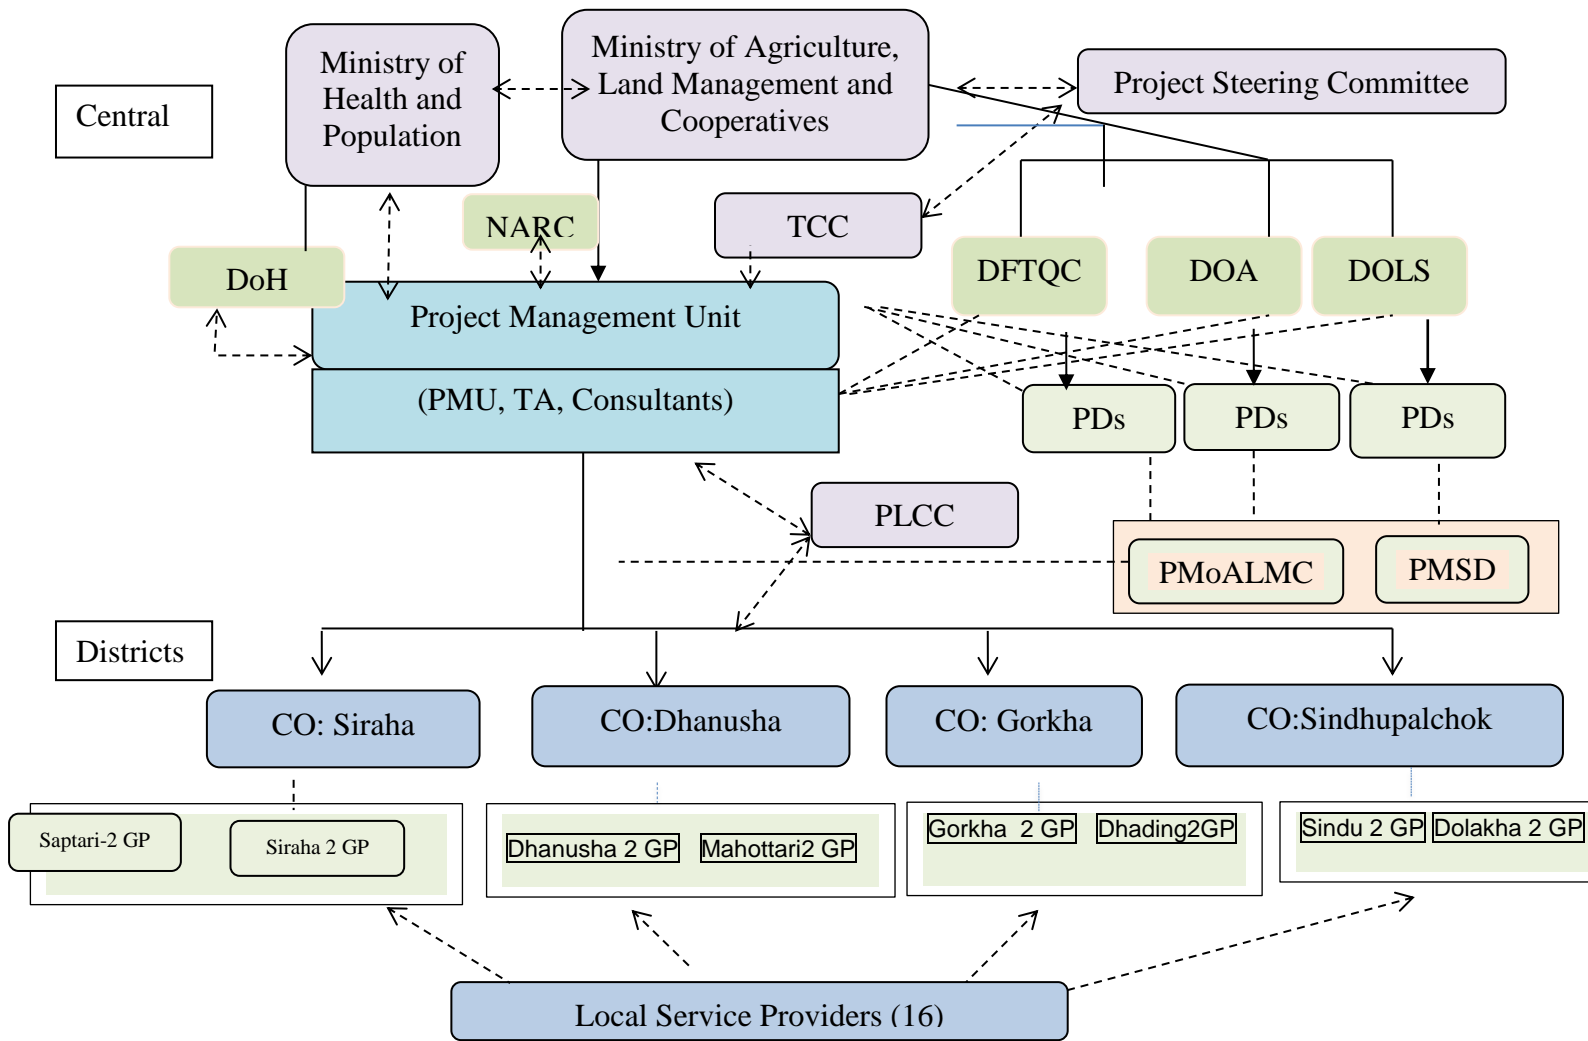 Ministry of
Health and
Population
Ministry of Agriculture,
Land Management and
Cooperatives
Project Steering Committee
Central
NARC
TCC
DoH
DFTQC
DOA
DOLS
Project Management Unit
(PMU, TA, Consultants)
PDs
PDs
PDs
PLCC
PMoALMC
PMSD
Districts
CO: Siraha
CO:Dhanusha
CO: Gorkha
CO:Sindhupalchok
Saptari-2 GP
Siraha 2 GP
Dhanusha 2 GP
Mahottari2 GP
Gorkha  2 GP
Dhading2GP
Sindu 2 GP
Dolakha 2 GP
Local Service Providers (16)